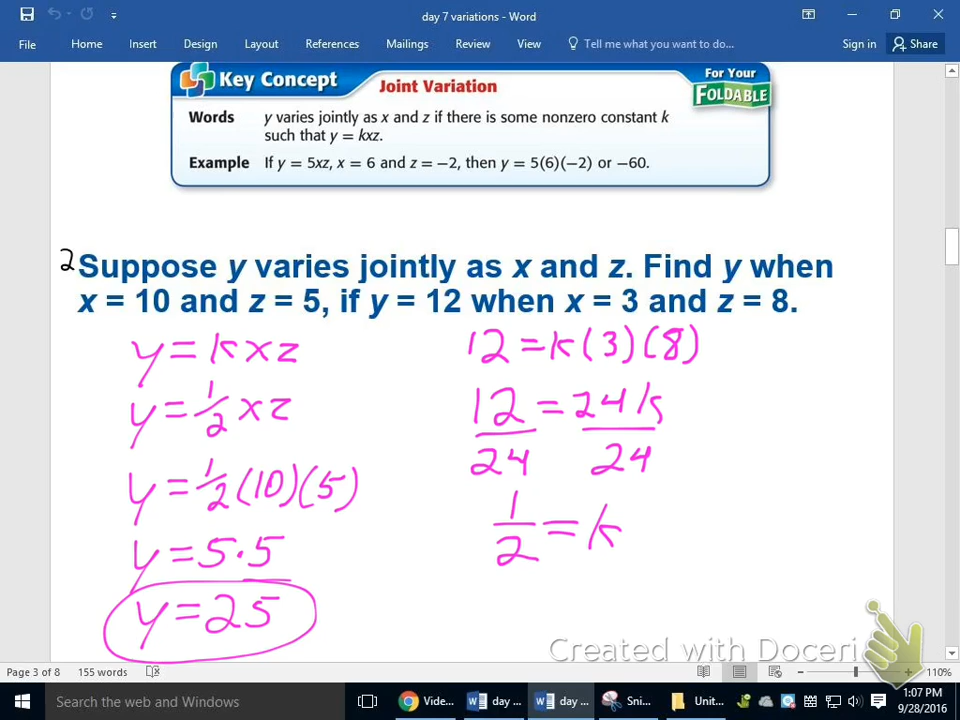 day 7 variations - Word
File Home Insert Design Layout References Mailings Review View Tell me what you want to do... Sign in Share
Key Concept Joint Variation For Your FOLDABLE
Words y varies jointly as x and z if there is some nonzero constant k
such that y = kxz.
Example If y = 5xz, x = 6 and z = −2, then y = 5(6)(−2) or −60.
2 Suppose y varies jointly as x and z. Find y when
x = 10 and z = 5, if y = 12 when x = 3 and z = 8.
y = kxz
y = 1/2 xz
y = 1/2 (10)(5)
y = 5·5
y = 25
12 = k(3)(8)
12 = 24k
24 24
1/2 = k
Created with Doceri
Page 3 of 8 155 words 110%
Search the web and Windows Vide... day ... day ... Sni... Unit... 1:07 PM
9/28/2016